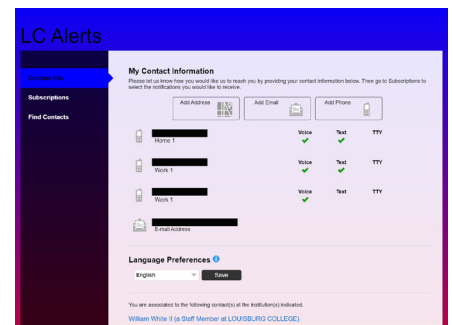 LC Alerts
Contact Info
My Contact Information
Please let us know how you would like us to reach you by providing your contact information below. Then go to Subscriptions to
select the notifications you would like to receive.
Subscriptions
Find Contacts
Add Address
Add Email
Add Phone
Voice Text TTY
Home 1
Voice Text TTY
Work 1
Voice Text TTY
Work 1
E-mail Address
Language Preferences
English
Save
You are associated to the following contact(s) at the institution(s) indicated.
William White II (a Staff Member at LOUISBURG COLLEGE)